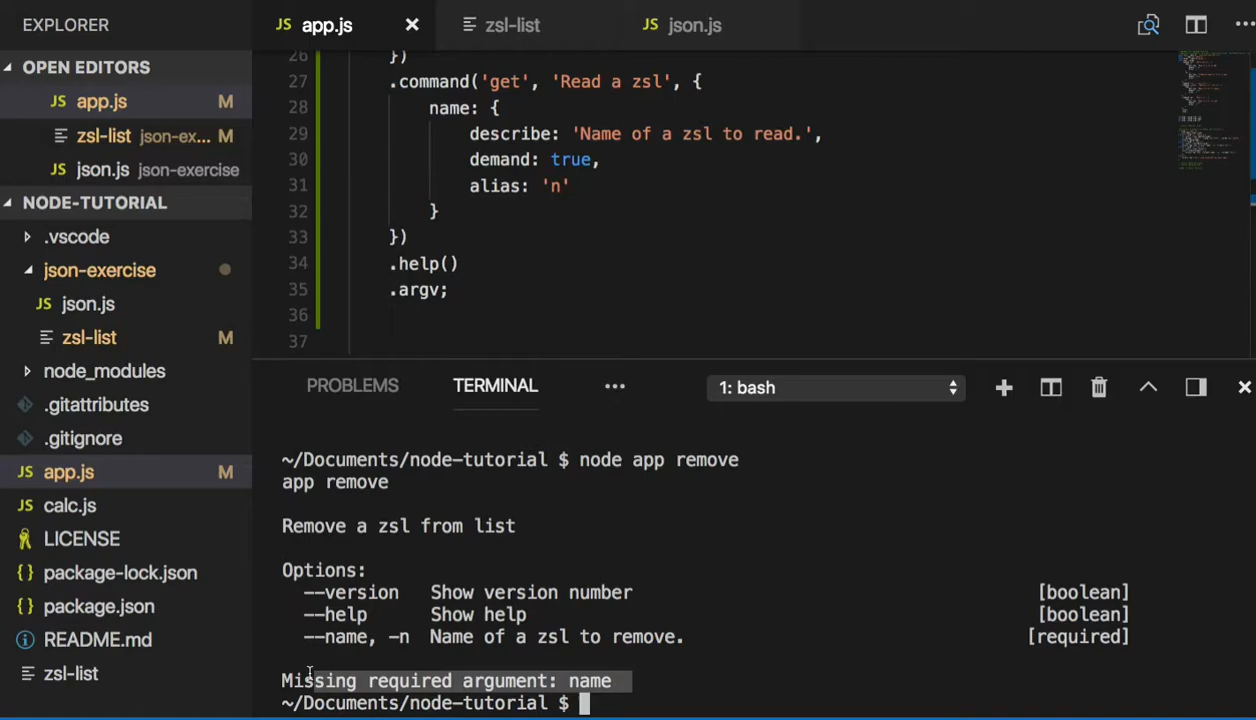 EXPLORER
JS app.js
zsl-list
JS json.js
OPEN EDITORS
JS app.js M
zsl-list json-ex... M
JS json.js json-exercise
NODE-TUTORIAL
.vscode
json-exercise
JS json.js
zsl-list M
node_modules
.gitattributes
.gitignore
JS app.js M
JS calc.js
LICENSE
{} package-lock.json
{} package.json
README.md
zsl-list
26 })
27 .command('get', 'Read a zsl', {
28 name: {
29 describe: 'Name of a zsl to read.',
30 demand: true,
31 alias: 'n'
32 }
33 })
34 .help()
35 .argv;
36
37
PROBLEMS TERMINAL ... 1: bash
~/Documents/node-tutorial $ node app remove
app remove
Remove a zsl from list
Options:
--version Show version number [boolean]
--help Show help [boolean]
--name, -n Name of a zsl to remove. [required]
Missing required argument: name
~/Documents/node-tutorial $